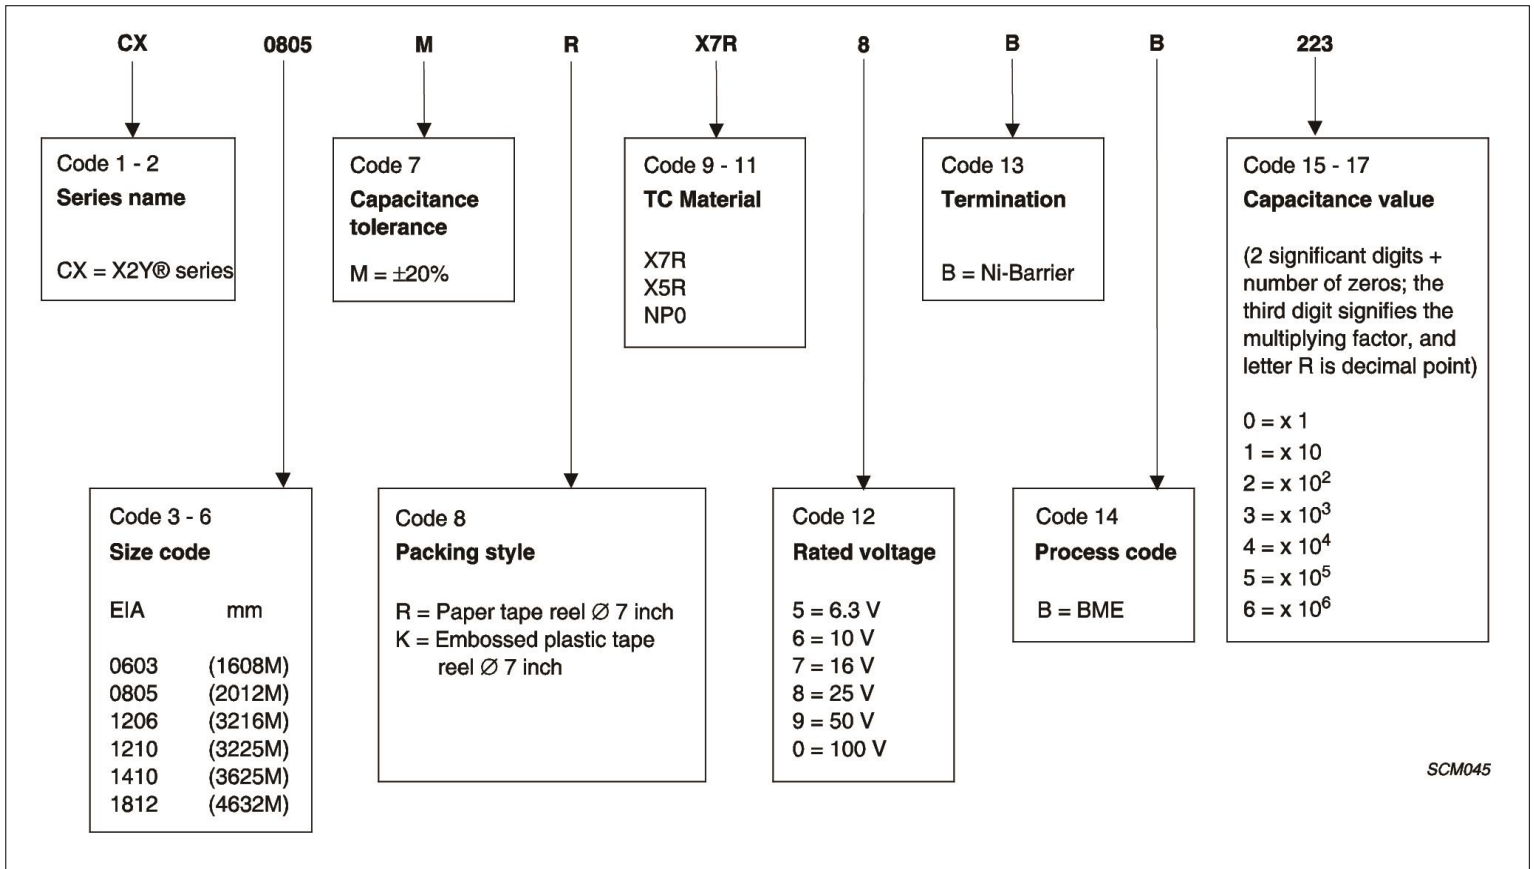 CX 0805 M R X7R 8 B B 223
Code 1 - 2
Series name
CX = X2Y® series
Code 7
Capacitance
tolerance
M = ±20%
Code 9 - 11
TC Material
X7R
X5R
NP0
Code 13
Termination
B = Ni-Barrier
Code 15 - 17
Capacitance value
(2 significant digits +
number of zeros; the
third digit signifies the
multiplying factor, and
letter R is decimal point)
0 = x 1
1 = x 10
2 = x 10²
3 = x 10³
4 = x 10⁴
5 = x 10⁵
6 = x 10⁶
Code 3 - 6
Size code
EIA mm
0603 (1608M)
0805 (2012M)
1206 (3216M)
1210 (3225M)
1410 (3625M)
1812 (4632M)
Code 8
Packing style
R = Paper tape reel Ø 7 inch
K = Embossed plastic tape
reel Ø 7 inch
Code 12
Rated voltage
5 = 6.3 V
6 = 10 V
7 = 16 V
8 = 25 V
9 = 50 V
0 = 100 V
Code 14
Process code
B = BME
SCM045